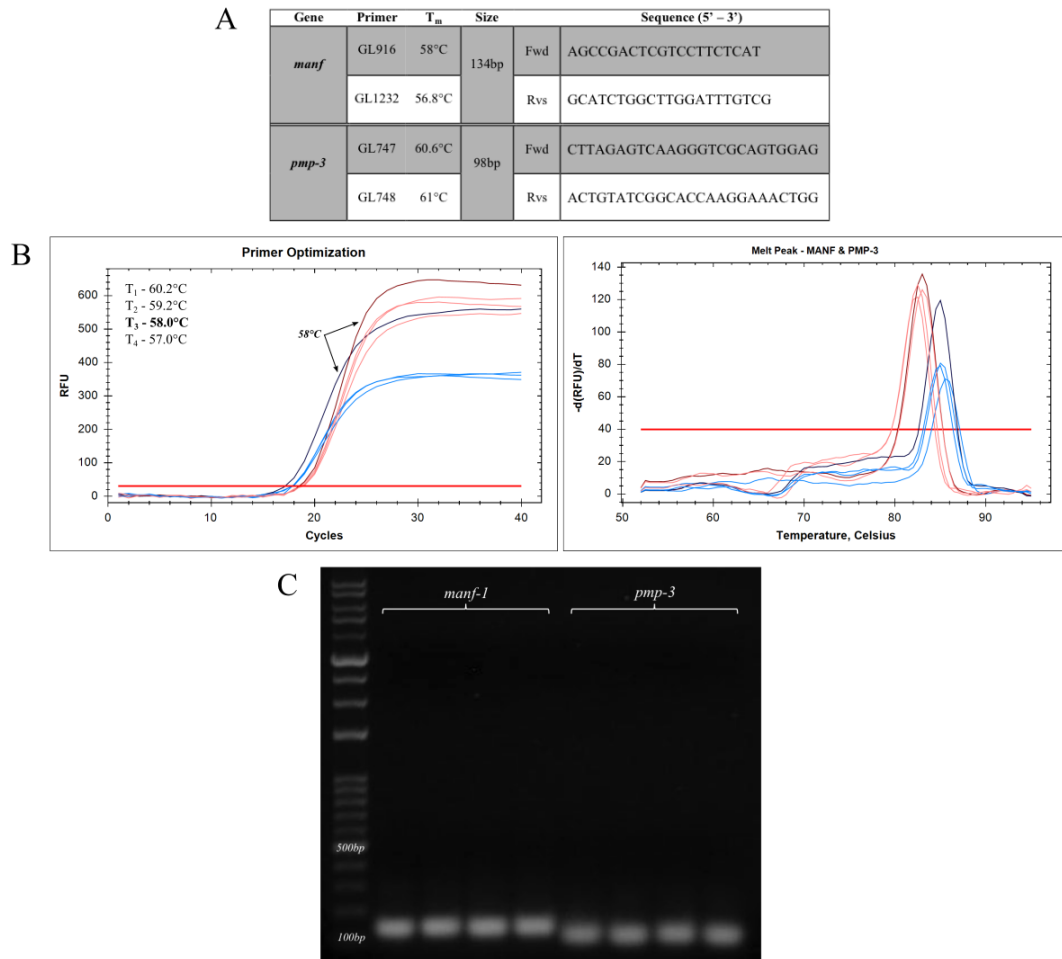 A
Gene Primer Tm Size Sequence (5' – 3')
manf GL916 58°C 134bp Fwd AGCCGACTCGTCCTTCTCAT
GL1232 56.8°C Rvs GCATCTGGCTTGGATTTGTCG
pmp-3 GL747 60.6°C 98bp Fwd CTTAGAGTCAAGGGTCGCAGTGGAG
GL748 61°C Rvs ACTGTATCGGCACCAAGGAAACTGG
B
Primer Optimization
T1 - 60.2°C
T2 - 59.2°C
T3 - 58.0°C
T4 - 57.0°C
58°C
RFU
600
500
400
300
200
100
0
0 10 20 30 40
Cycles
Melt Peak - MANF & PMP-3
-d(RFU)/dT
140
120
100
80
60
40
20
0
50 60 70 80 90
Temperature, Celsius
C
manf-1 pmp-3
500bp
100bp